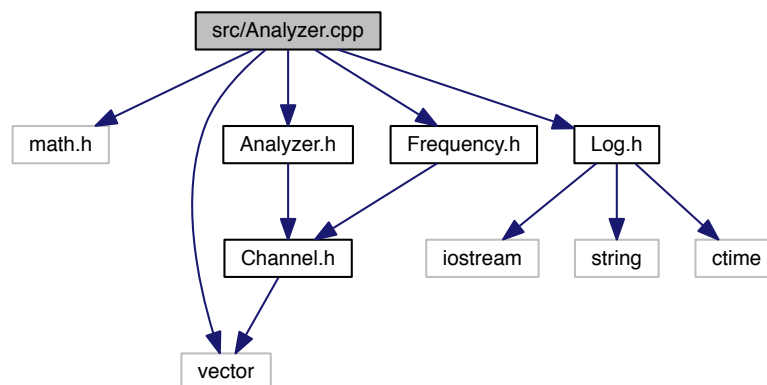 src/Analyzer.cpp
math.h
Analyzer.h
Frequency.h
Log.h
Channel.h
iostream
string
ctime
vector